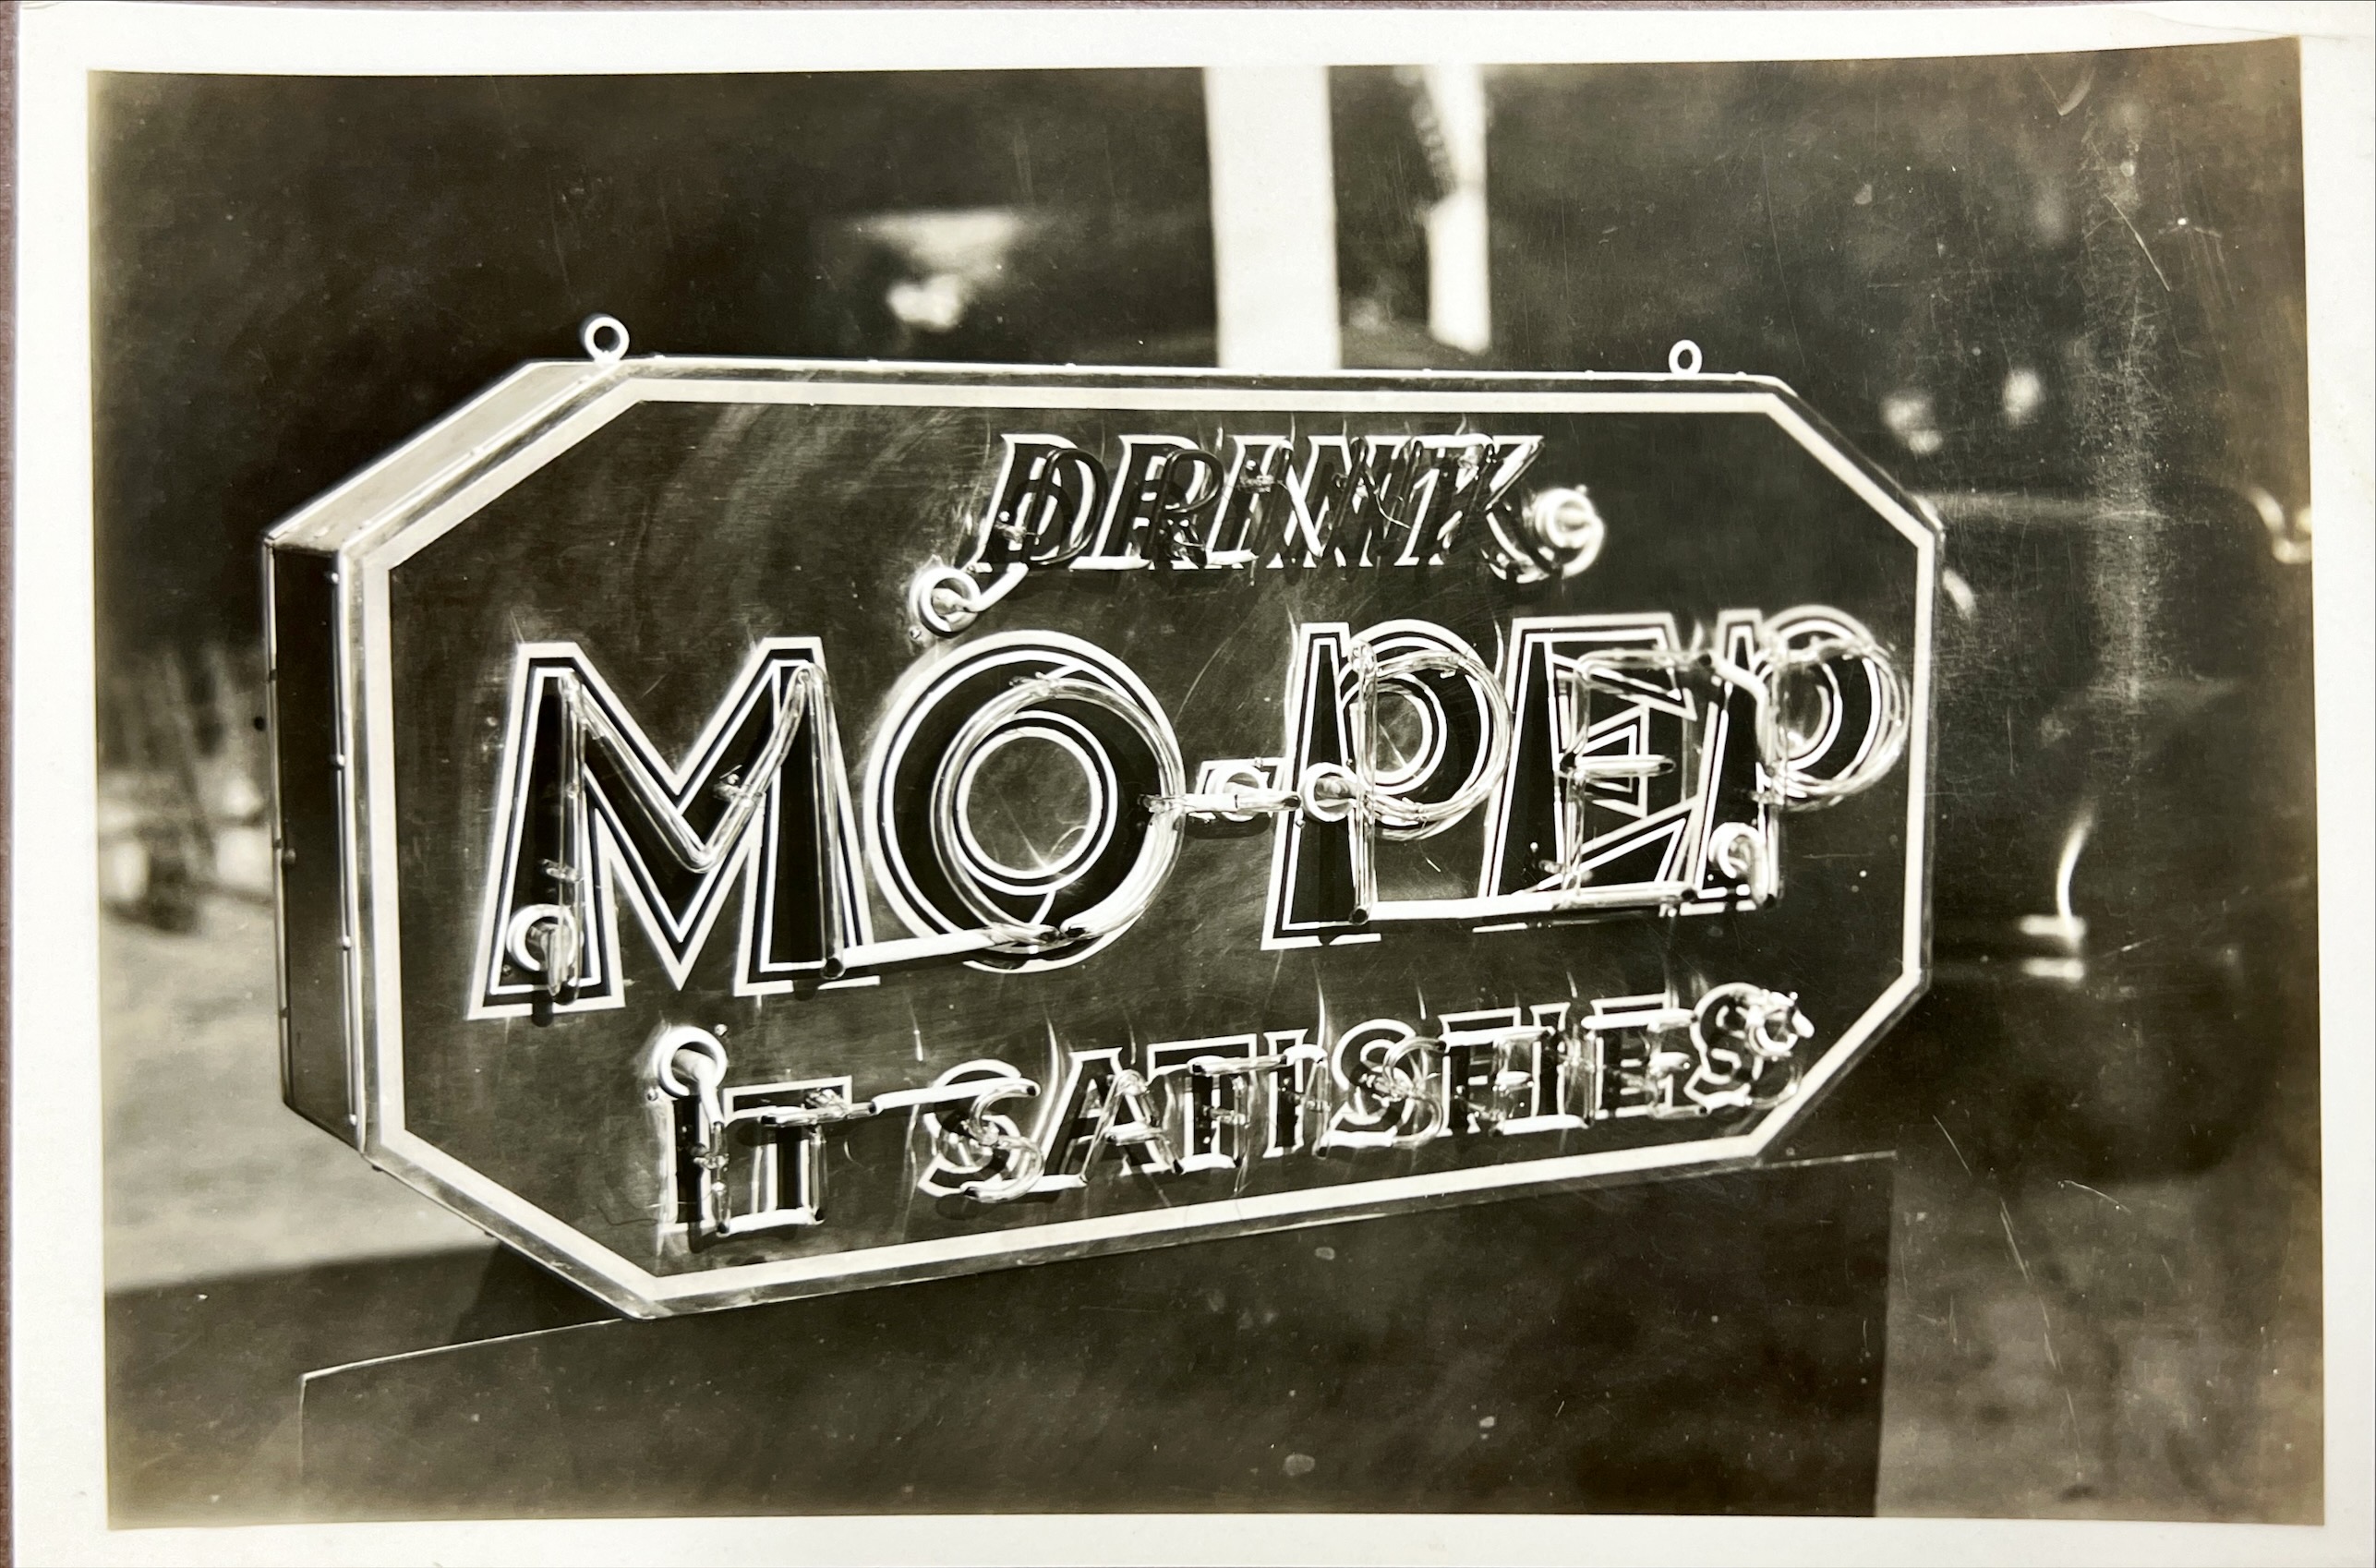 DRINK
MO-PEP
IT SATISFIES